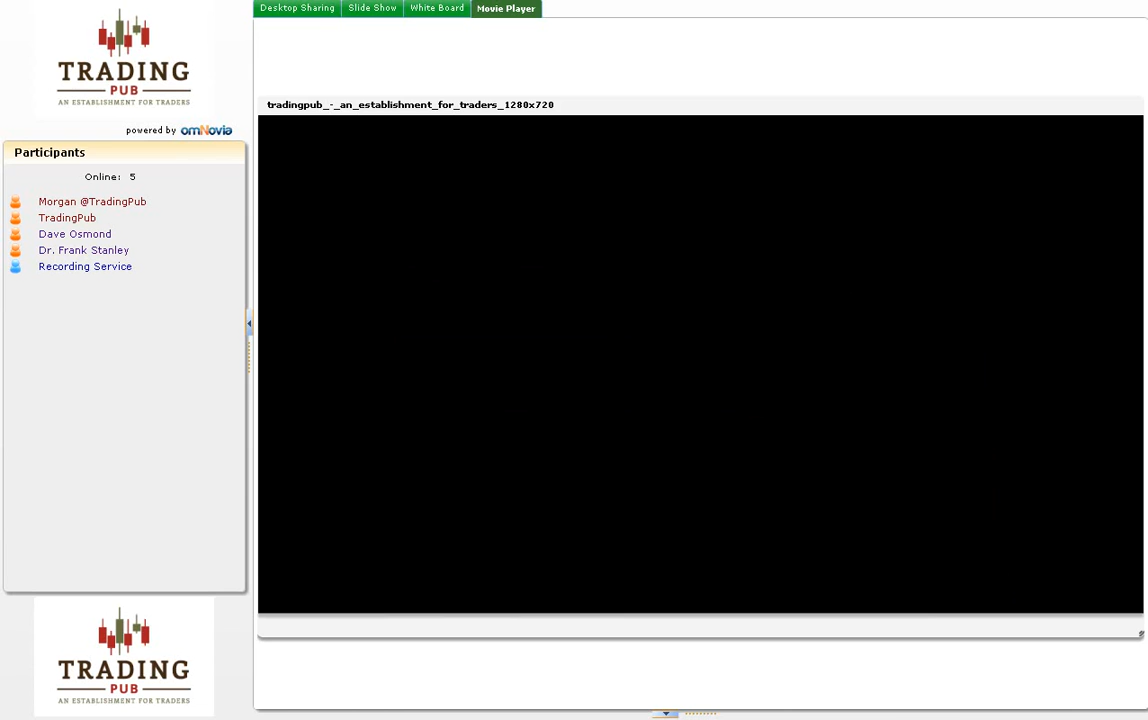 TRADING
PUB
AN ESTABLISHMENT FOR TRADERS
powered by omNovia
Participants
Online: 5
Morgan @TradingPub
TradingPub
Dave Osmond
Dr. Frank Stanley
Recording Service
TRADING
PUB
AN ESTABLISHMENT FOR TRADERS
Desktop Sharing Slide Show White Board Movie Player
tradingpub_-_an_establishment_for_traders_1280x720